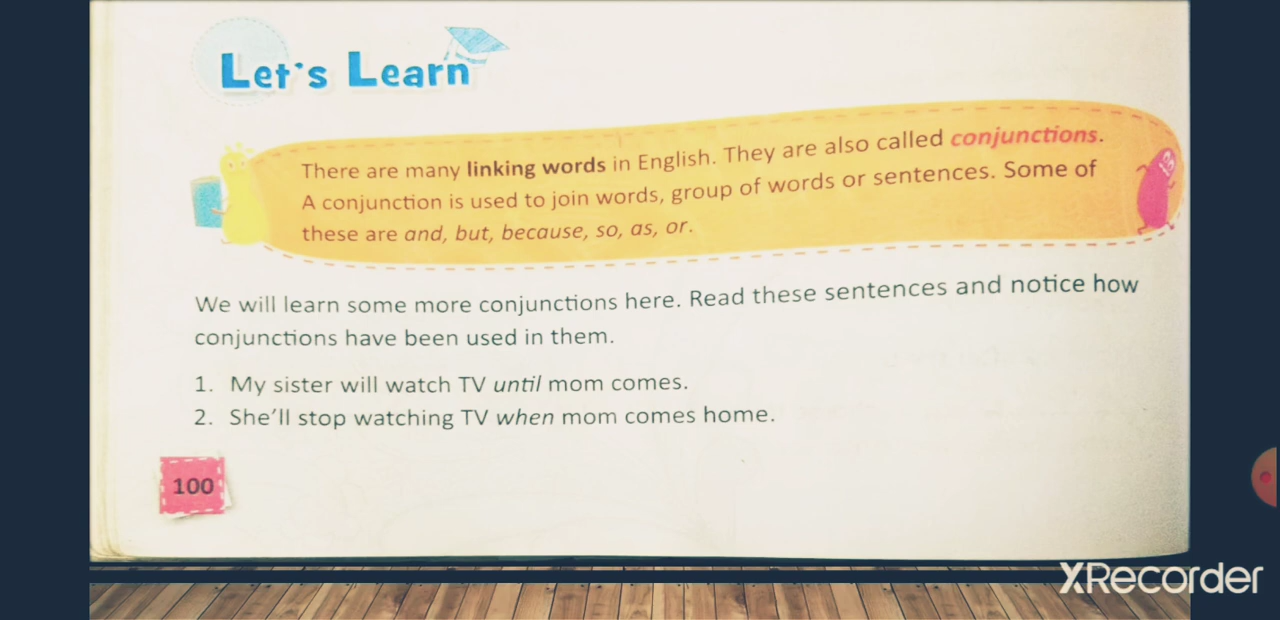 Let's Learn
There are many linking words in English. They are also called conjunctions.
A conjunction is used to join words, group of words or sentences. Some of
these are and, but, because, so, as, or.
We will learn some more conjunctions here. Read these sentences and notice how
conjunctions have been used in them.
1. My sister will watch TV until mom comes.
2. She'll stop watching TV when mom comes home.
100
XRecorder